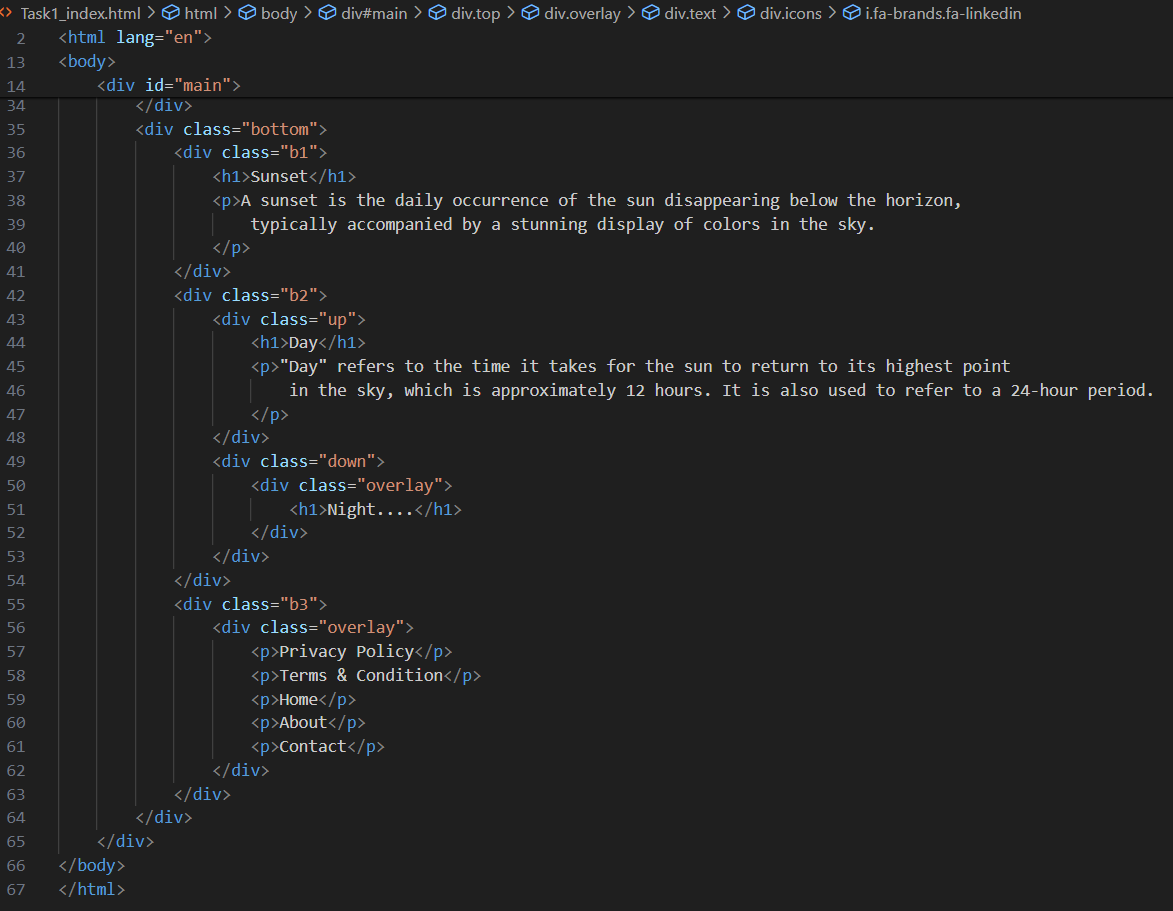 Task1_index.html > html > body > div#main > div.top > div.overlay > div.text > div.icons > i.fa-brands.fa-linkedin
2 <html lang="en">
13 <body>
14 <div id="main">
34 </div>
35 <div class="bottom">
36 <div class="b1">
37 <h1>Sunset</h1>
38 <p>A sunset is the daily occurrence of the sun disappearing below the horizon,
39 typically accompanied by a stunning display of colors in the sky.
40 </p>
41 </div>
42 <div class="b2">
43 <div class="up">
44 <h1>Day</h1>
45 <p>"Day" refers to the time it takes for the sun to return to its highest point
46 in the sky, which is approximately 12 hours. It is also used to refer to a 24-hour period.
47 </p>
48 </div>
49 <div class="down">
50 <div class="overlay">
51 <h1>Night....</h1>
52 </div>
53 </div>
54 </div>
55 <div class="b3">
56 <div class="overlay">
57 <p>Privacy Policy</p>
58 <p>Terms & Condition</p>
59 <p>Home</p>
60 <p>About</p>
61 <p>Contact</p>
62 </div>
63 </div>
64 </div>
65 </div>
66 </body>
67 </html>